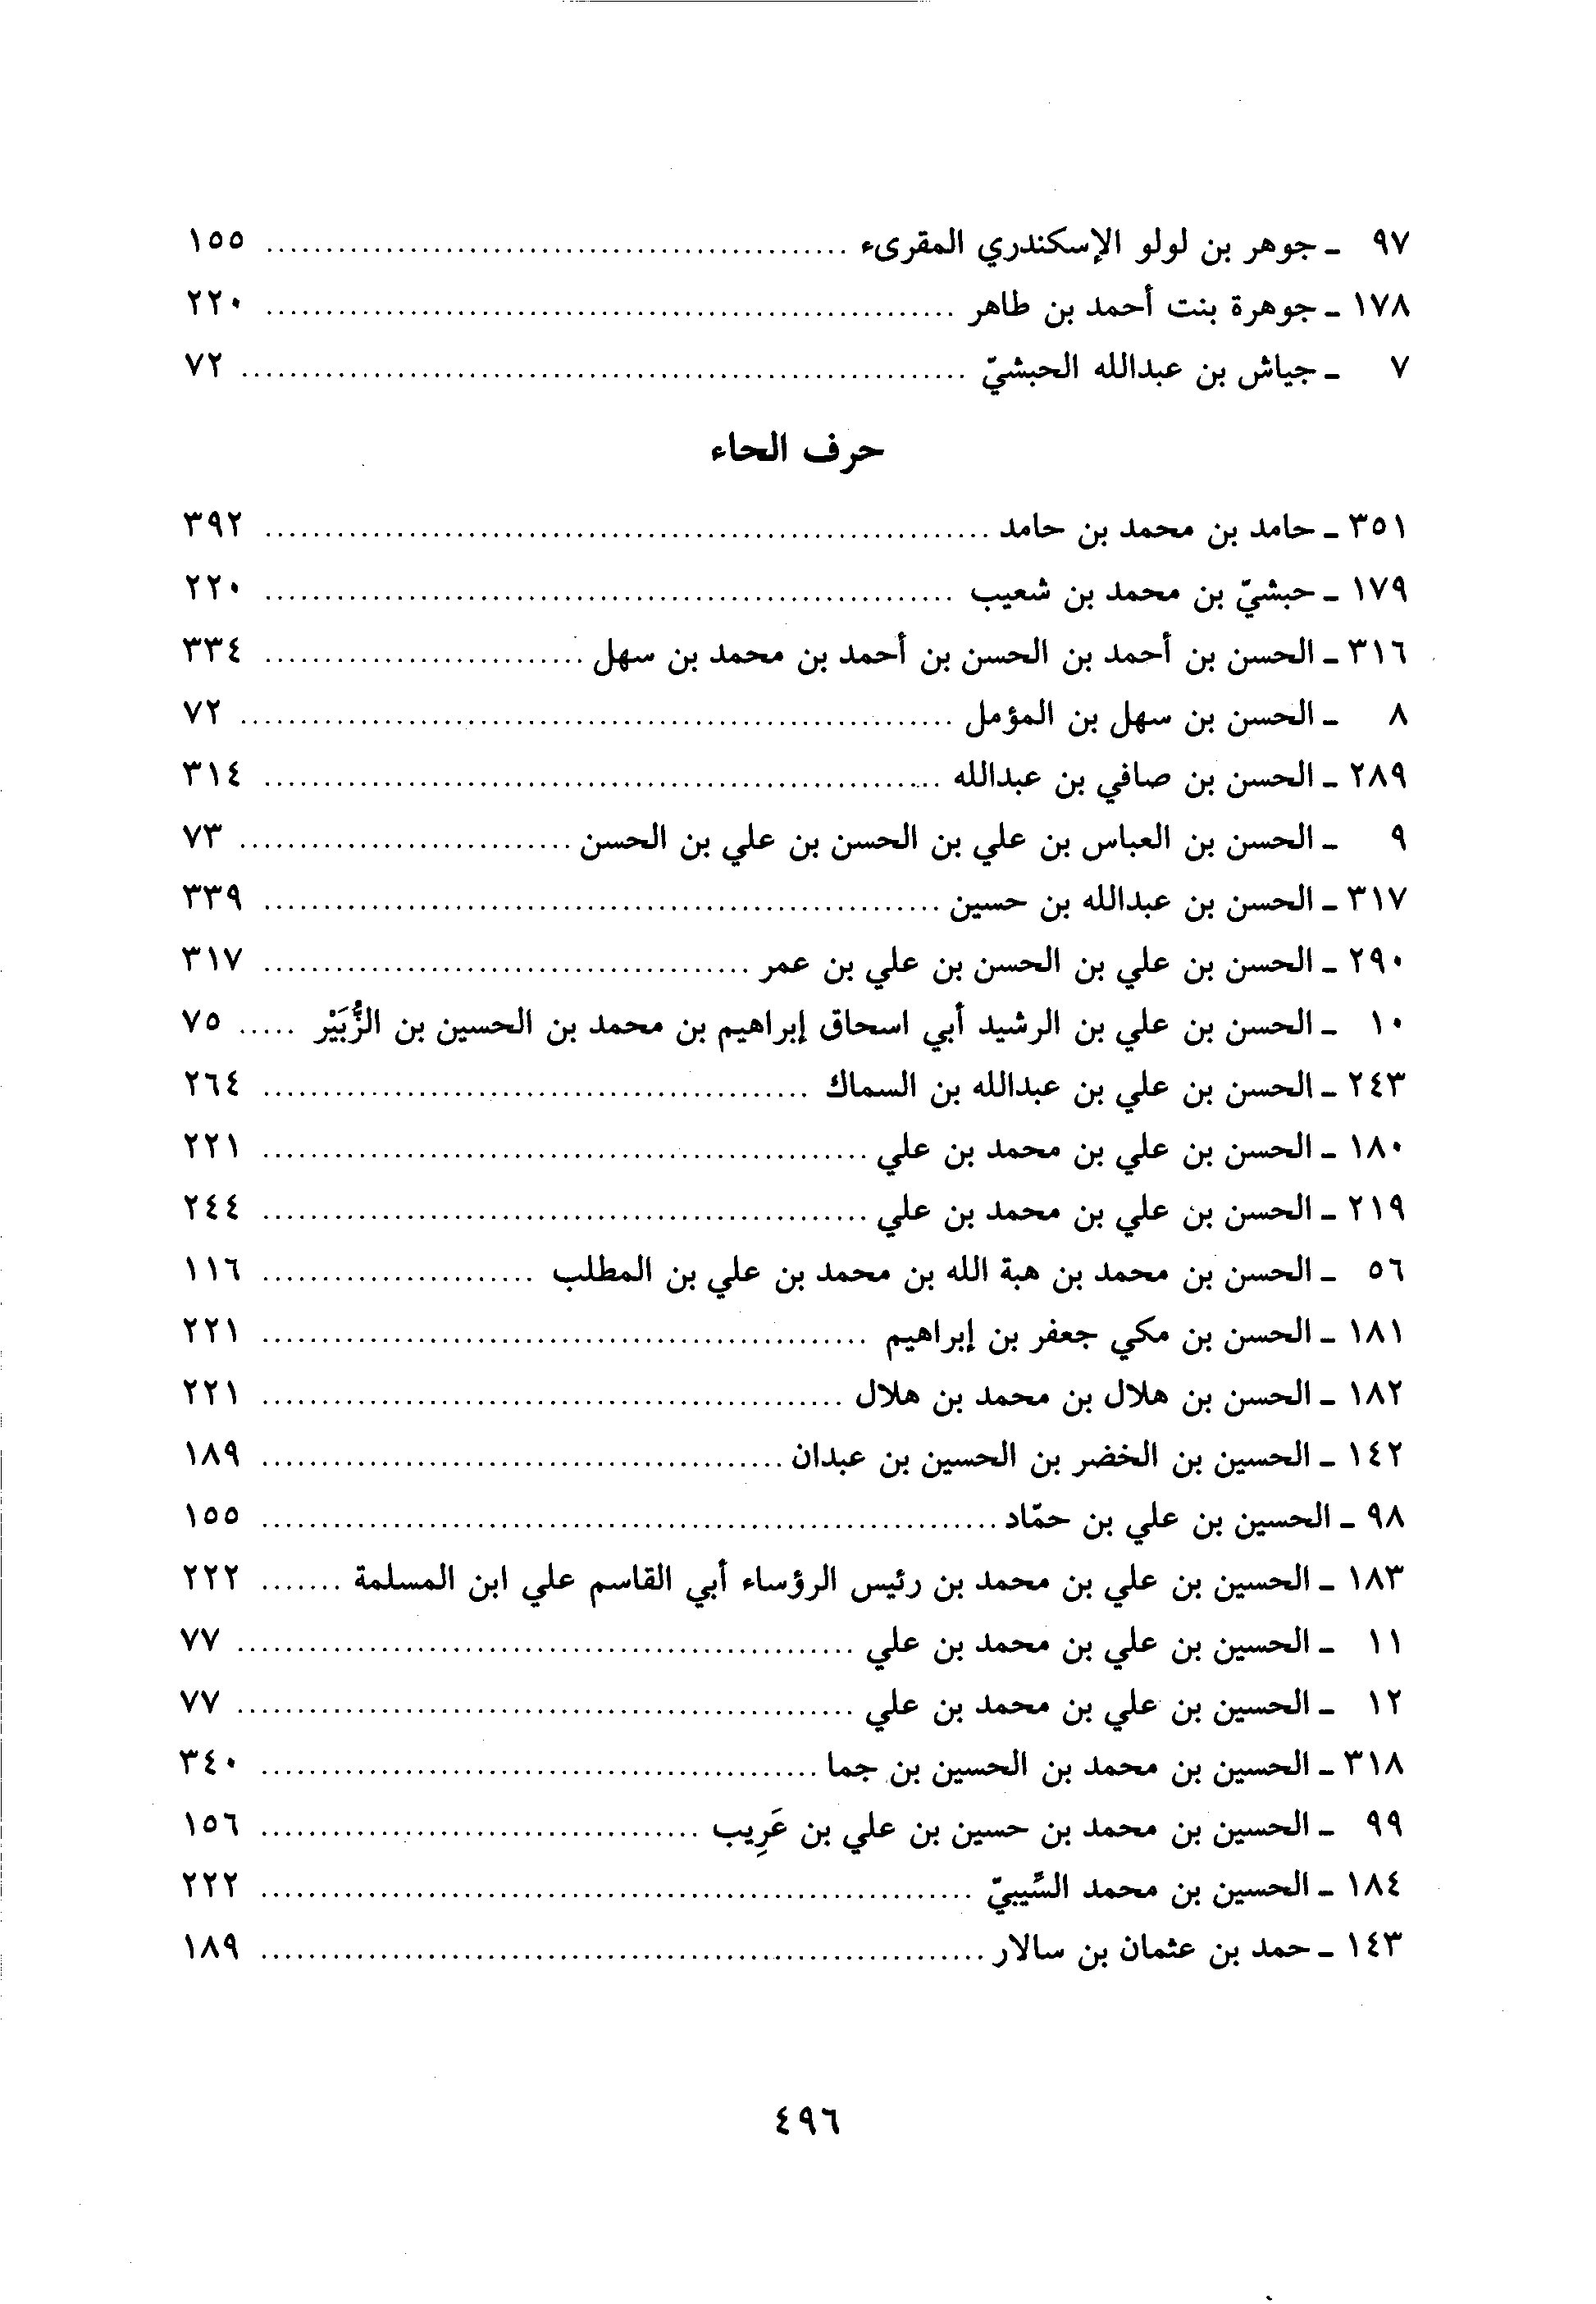 ٩٧ ـ جوهر بن لولو الإسكندري المقرىء ........ ١٥٥
١٧٨ ـ جوهرة بنت أحمد بن طاهر ........ ٢٢٠
٧ ـ جياش بن عبدالله الحبشيّ ........ ٧٢
حرف الحاء
٣٥١ ـ حامد بن محمد بن حامد ........ ٣٩٢
١٧٩ ـ حبشيّ بن محمد بن شعيب ........ ٢٢٠
٣١٦ ـ الحسن بن أحمد بن الحسن بن أحمد بن محمد بن سهل ........ ٣٣٤
٨ ـ الحسن بن سهل بن المؤمل ........ ٧٢
٢٨٩ ـ الحسن بن صافي بن عبدالله ........ ٣١٤
٩ ـ الحسن بن العباس بن علي بن الحسن بن علي بن الحسن ........ ٧٣
٣١٧ ـ الحسن بن عبدالله بن حسين ........ ٣٣٩
٢٩٠ ـ الحسن بن علي بن الحسن بن علي بن عمر ........ ٣١٧
١٠ ـ الحسن بن علي بن الرشيد أبي اسحاق إبراهيم بن محمد بن الحسين بن الزُّبَيْر ..... ٧٥
٢٤٣ ـ الحسن بن علي بن عبدالله بن السماك ........ ٢٦٤
١٨٠ ـ الحسن بن علي بن محمد بن علي ........ ٢٢١
٢١٩ ـ الحسن بن علي بن محمد بن علي ........ ٢٤٤
٥٦ ـ الحسن بن محمد بن هبة الله بن محمد بن علي بن المطلب ........ ١١٦
١٨١ ـ الحسن بن مكي جعفر بن إبراهيم ........ ٢٢١
١٨٢ ـ الحسن بن هلال بن محمد بن هلال ........ ٢٢١
١٤٢ ـ الحسين بن الخضر بن الحسين بن عبدان ........ ١٨٩
٩٨ ـ الحسين بن علي بن حمّاد ........ ١٥٥
١٨٣ ـ الحسين بن علي بن محمد بن رئيس الرؤساء أبي القاسم علي ابن المسلمة ....... ٢٢٢
١١ ـ الحسين بن علي بن محمد بن علي ........ ٧٧
١٢ ـ الحسين بن علي بن محمد بن علي ........ ٧٧
٣١٨ ـ الحسين بن محمد بن الحسين بن جما ........ ٣٤٠
٩٩ ـ الحسين بن محمد بن حسين بن علي بن عَرِيب ........ ١٥٦
١٨٤ ـ الحسين بن محمد السِّيبيّ ........ ٢٢٢
١٤٣ ـ حمد بن عثمان بن سالار ........ ١٨٩
٤٩٦